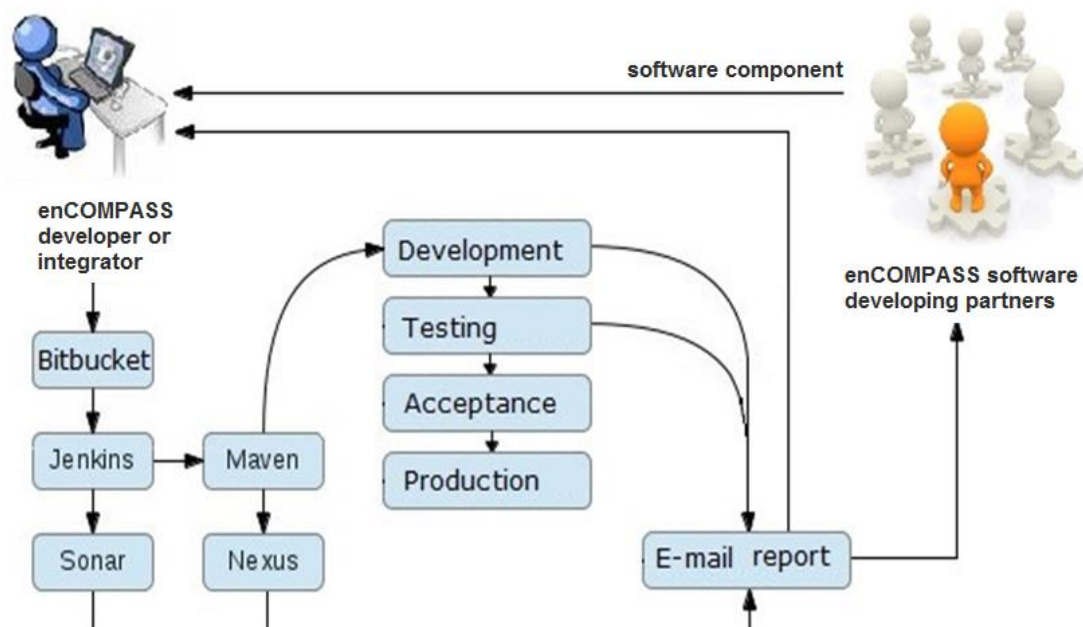 software component
enCOMPASS
developer or
integrator
enCOMPASS software
developing partners
Development
Testing
Acceptance
Production
Bitbucket
Jenkins
Maven
Sonar
Nexus
E-mail report